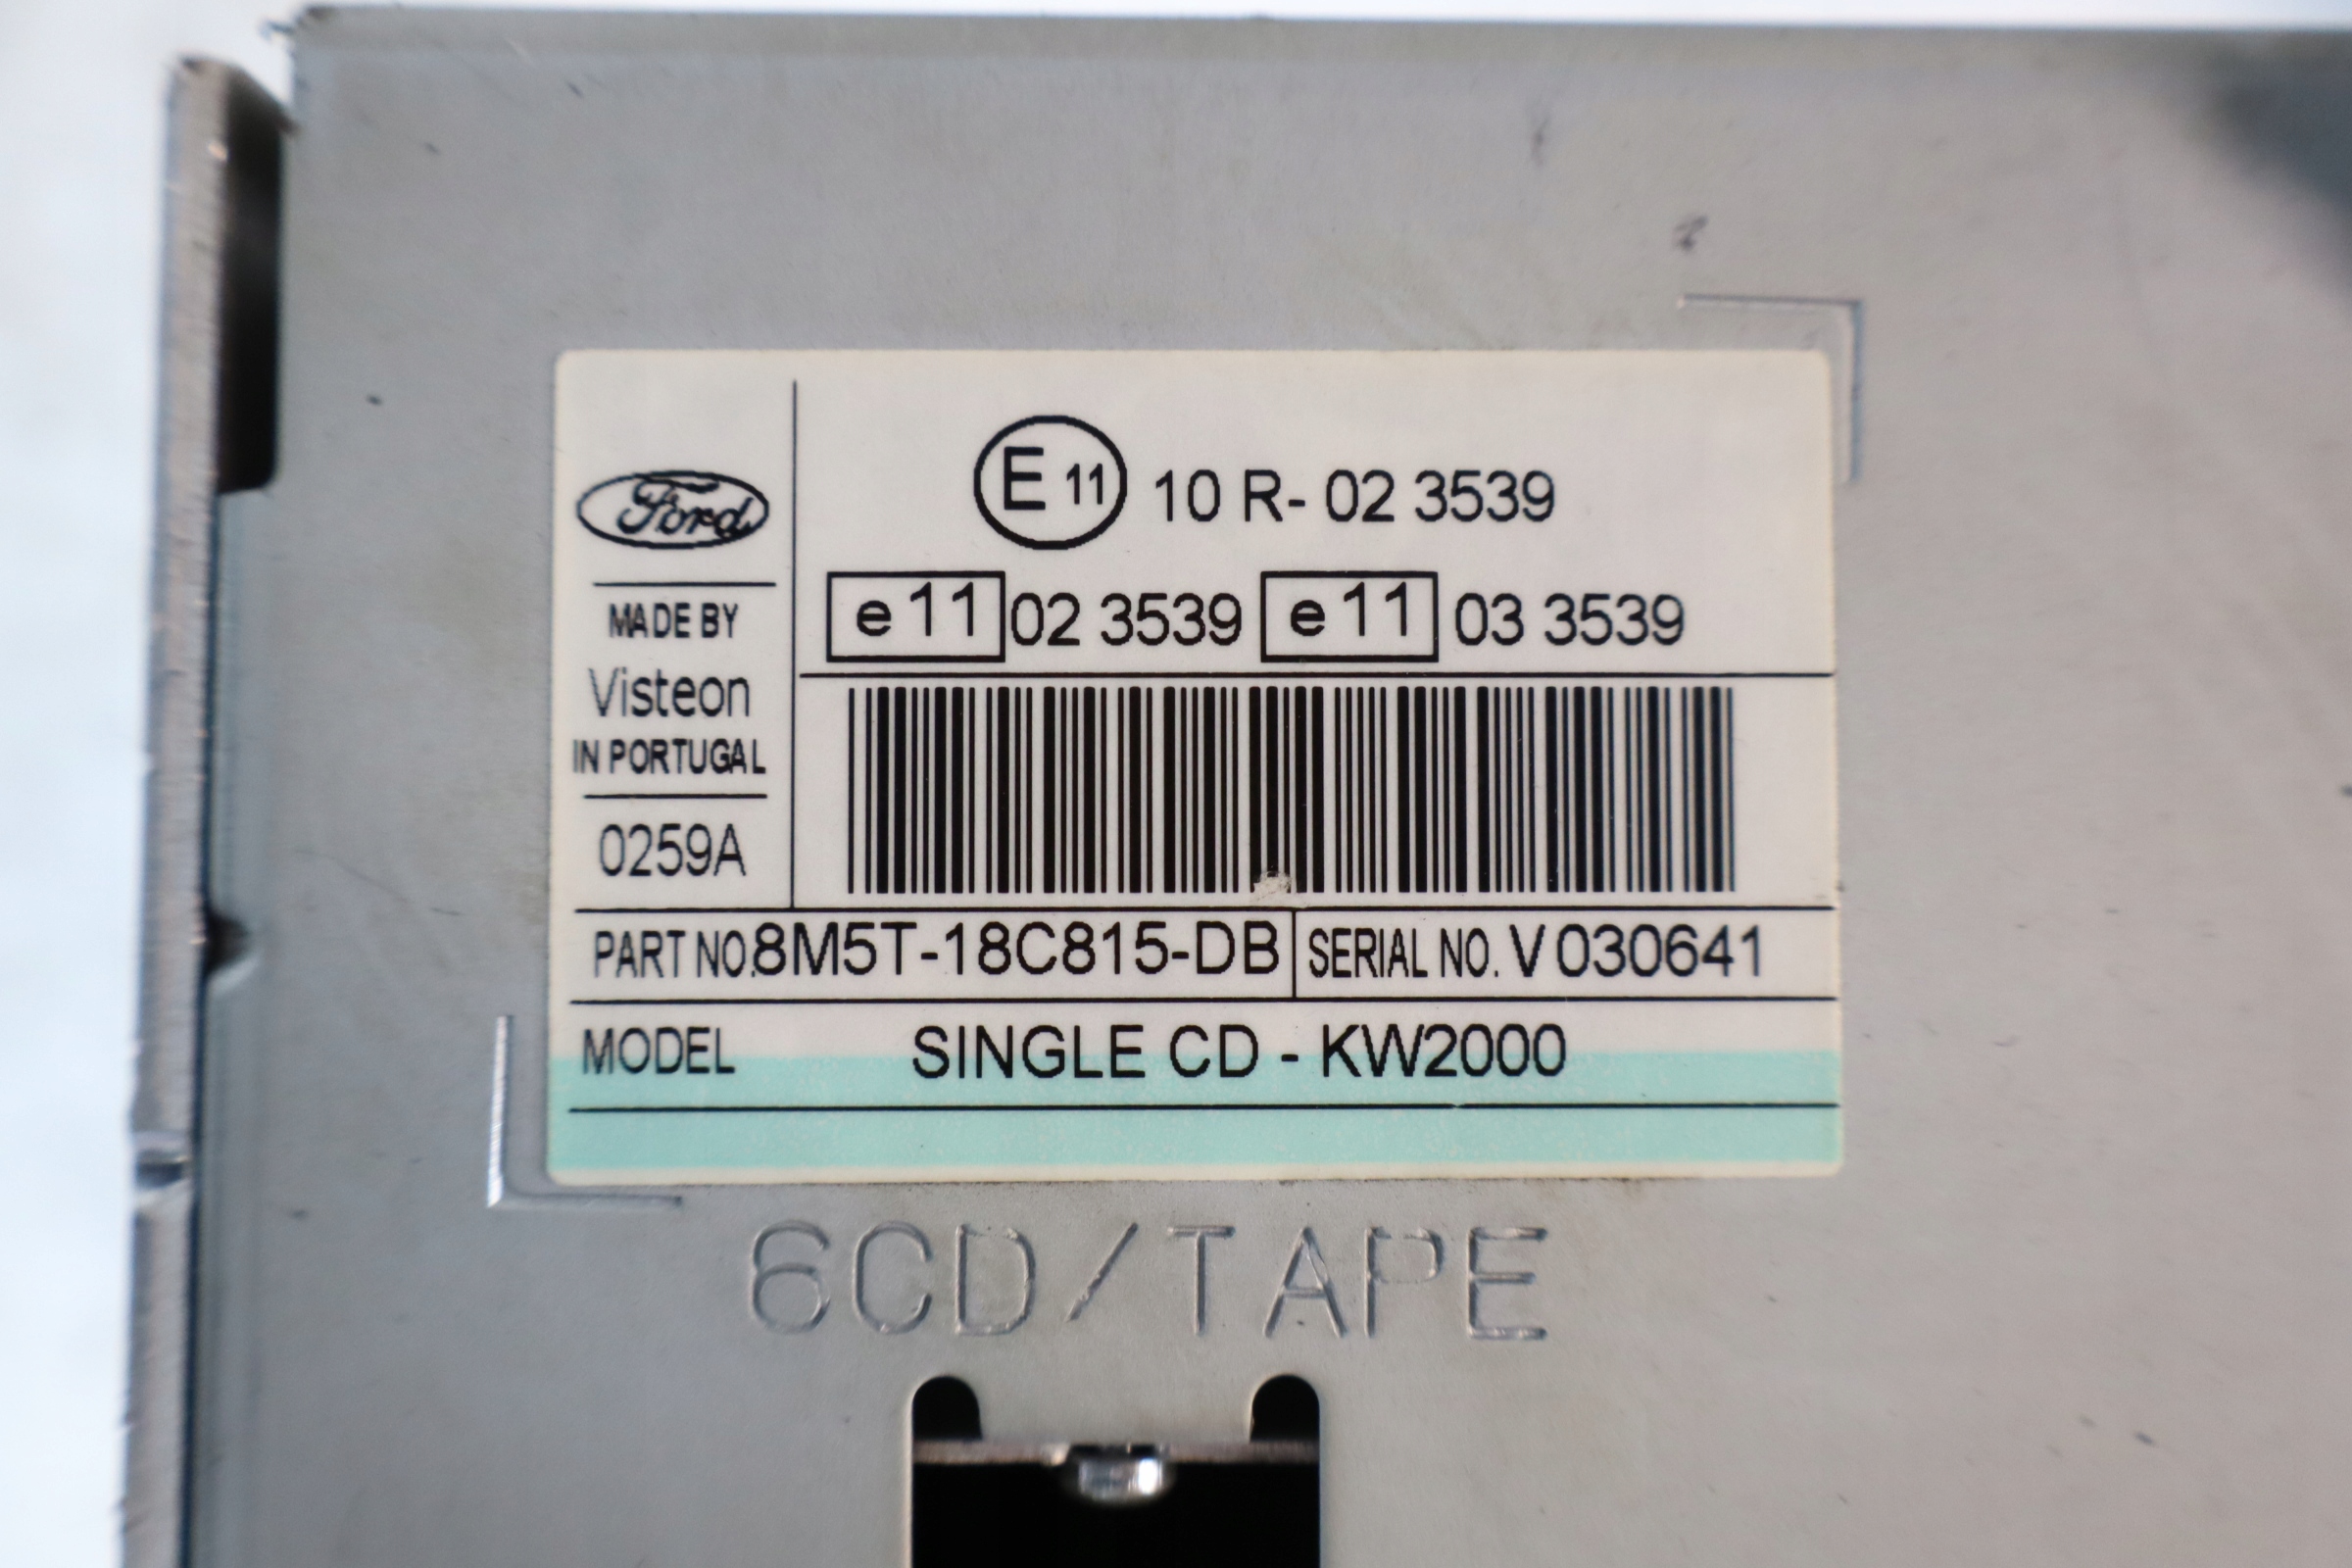 Ford
MADE BY
Visteon
IN PORTUGAL
0259A
E 11 10 R- 02 3539
e 11 02 3539 e 11 03 3539
PART NO. 8M5T-18C815-DB SERIAL NO. V 030641
MODEL SINGLE CD - KW2000
6CD/TAPE